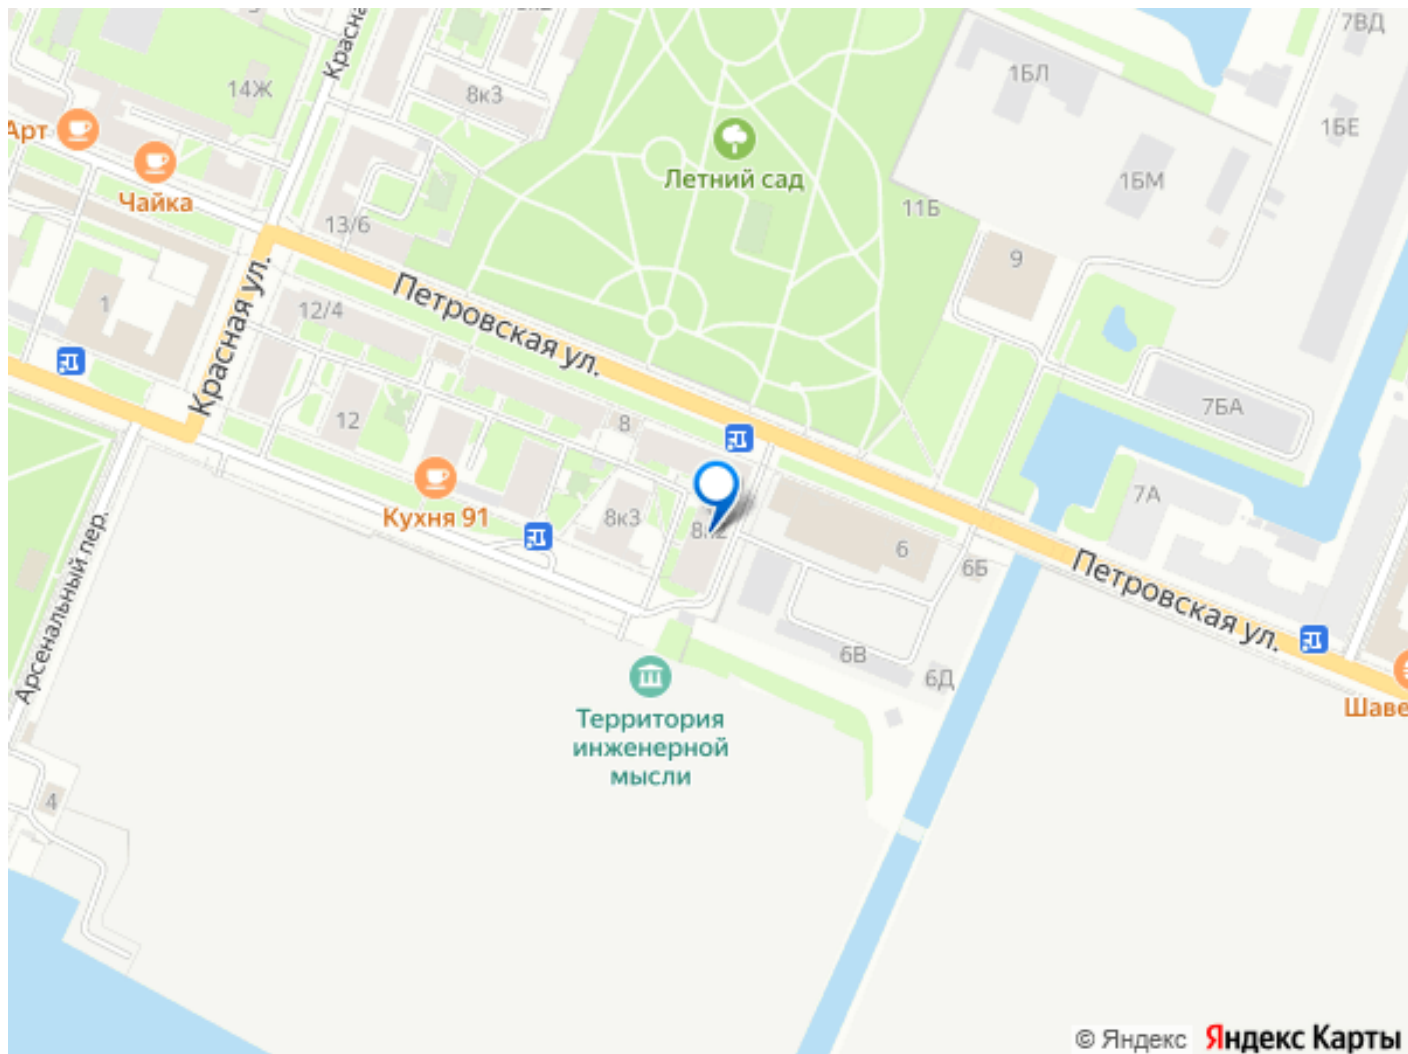 7ВД
Красная
1БЛ
14Ж
8к3
1БЕ
Арт
Летний сад
1БМ
Чайка
11Б
13/6
9
1
12/4
Петровская ул.
Красная ул.
7БА
12
8
7А
Кухня 91
8к3
8к2
6
6Б
Петровская ул.
Арсенальный пер.
6В
6Д
Территория
инженерной
мысли
Шаве
4
© Яндекс Яндекс Карты